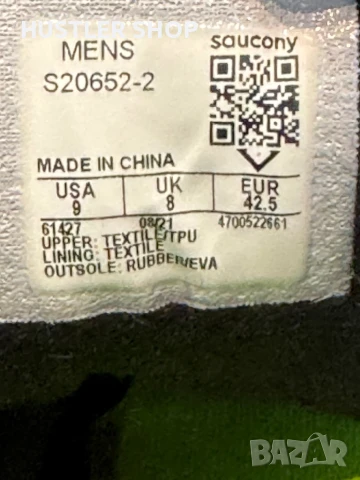 HUSTLER SHOP
MENS
saucony
S20652-2
MADE IN CHINA
USA
9
UK
8
EUR
42.5
61427 08/21 4700522661
UPPER: TEXTILE/TPU
LINING: TEXTILE
OUTSOLE: RUBBER/EVA
bazar